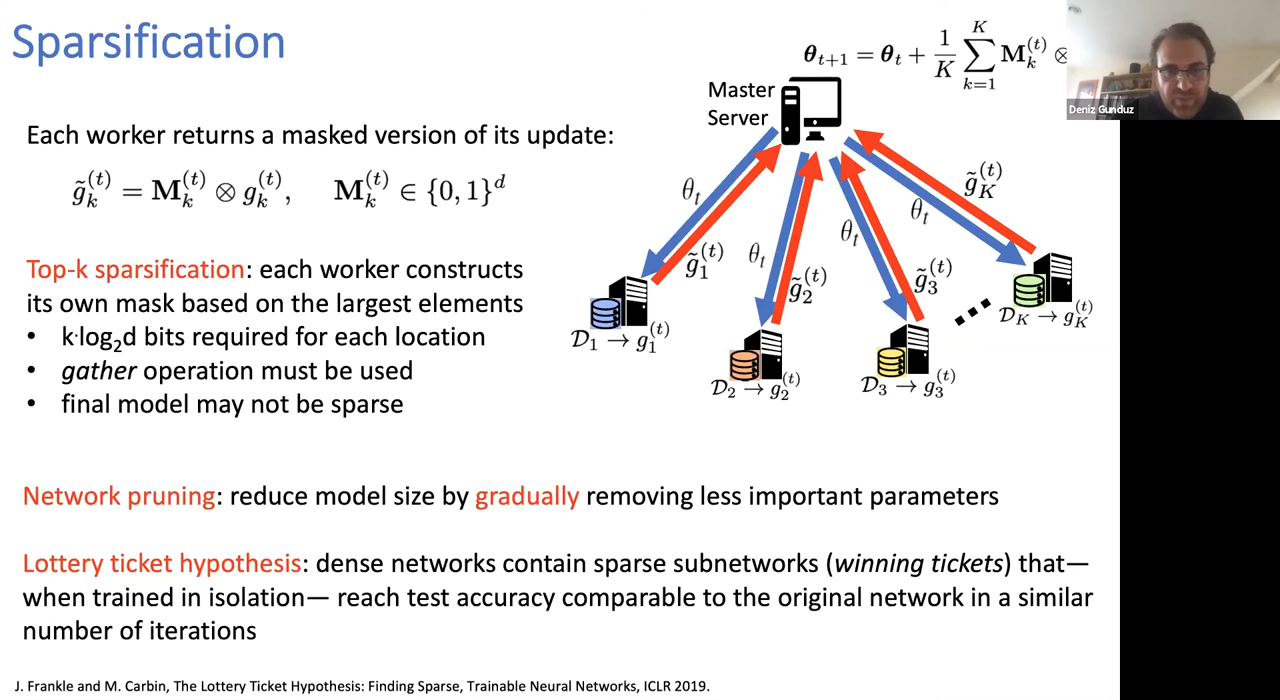 Sparsification
θ_{t+1} = θ_t + 1/K ∑_{k=1}^{K} M_k^{(t)} ⊗
Deniz Gunduz
Master
Server
Each worker returns a masked version of its update:
g̃_k^{(t)} = M_k^{(t)} ⊗ g_k^{(t)}, M_k^{(t)} ∈ {0, 1}^d
θ_t
g̃_1^{(t)}
θ_t
g̃_2^{(t)}
θ_t
g̃_3^{(t)}
θ_t
g̃_K^{(t)}
D_1 → g_1^{(t)}
D_2 → g_2^{(t)}
D_3 → g_3^{(t)}
D_K → g_K^{(t)}
Top-k sparsification: each worker constructs
its own mask based on the largest elements
• k·log₂d bits required for each location
• gather operation must be used
• final model may not be sparse
Network pruning: reduce model size by gradually removing less important parameters
Lottery ticket hypothesis: dense networks contain sparse subnetworks (winning tickets) that—
when trained in isolation— reach test accuracy comparable to the original network in a similar
number of iterations
J. Frankle and M. Carbin, The Lottery Ticket Hypothesis: Finding Sparse, Trainable Neural Networks, ICLR 2019.